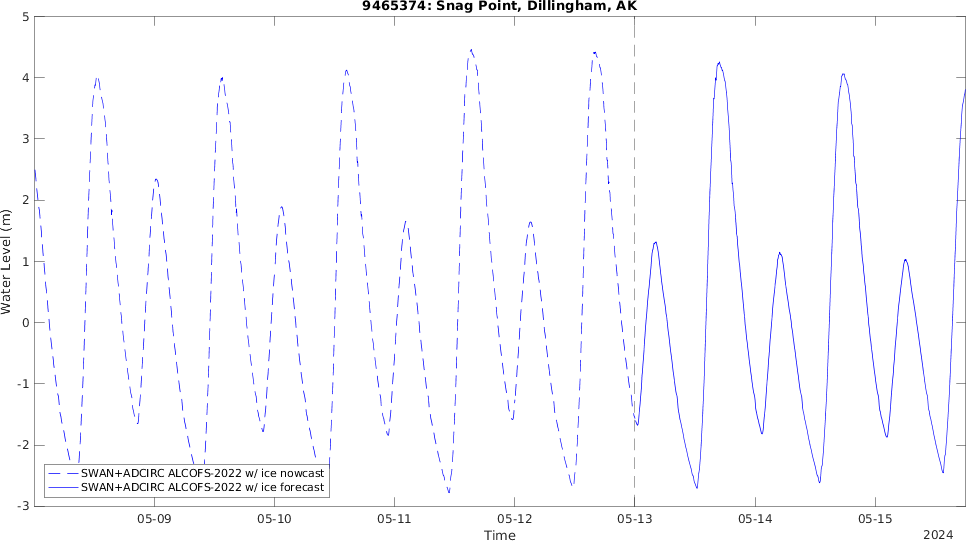 9465374: Snag Point, Dillingham, AK
5
4
3
2
1
0
-1
-2
-3
Water Level (m)
SWAN+ADCIRC ALCOFS-2022 w/ ice nowcast
SWAN+ADCIRC ALCOFS-2022 w/ ice forecast
05-09 05-10 05-11 05-12 05-13 05-14 05-15
Time
2024